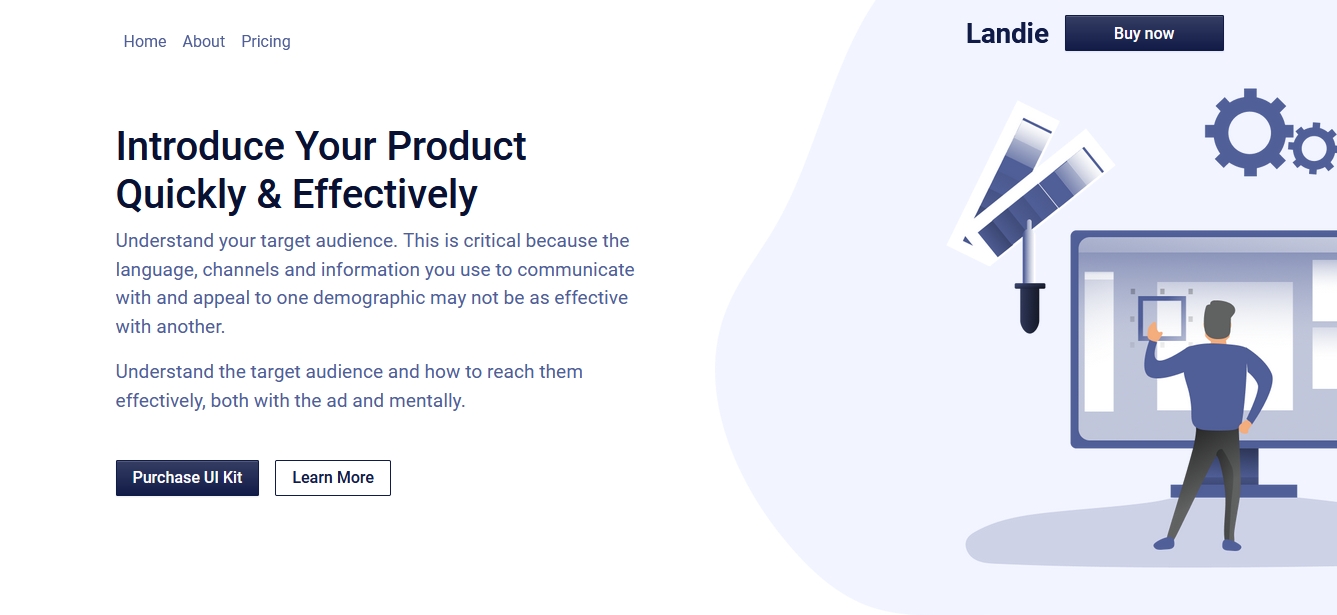 Home About Pricing
Landie Buy now
Introduce Your Product
Quickly & Effectively
Understand your target audience. This is critical because the
language, channels and information you use to communicate
with and appeal to one demographic may not be as effective
with another.
Understand the target audience and how to reach them
effectively, both with the ad and mentally.
Purchase UI Kit Learn More